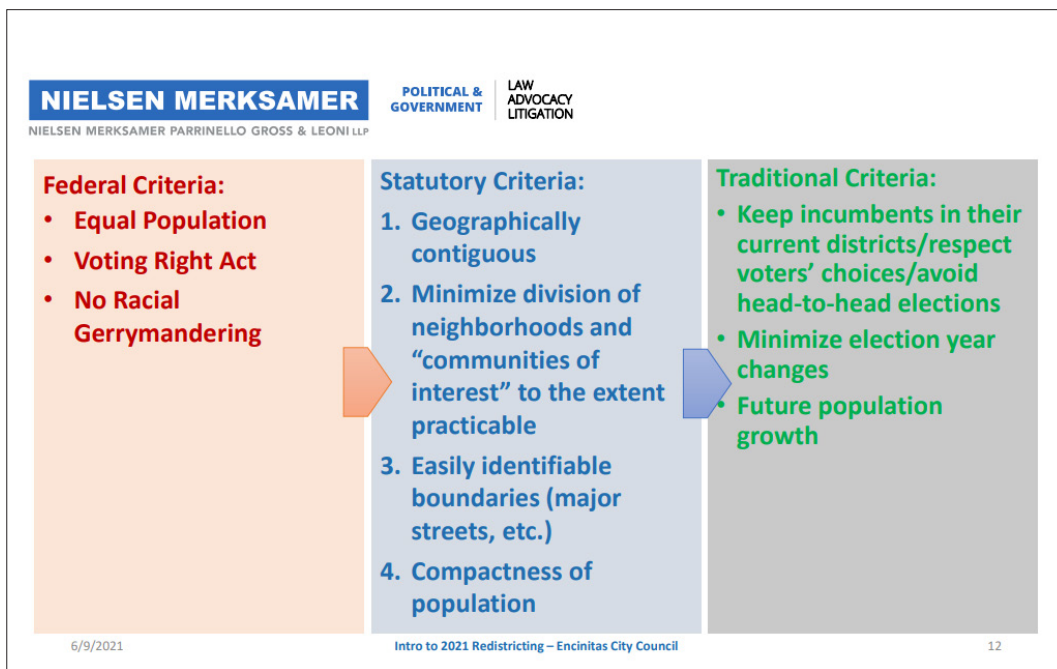 NIELSEN MERKSAMER
NIELSEN MERKSAMER PARRINELLO GROSS & LEONI LLP
POLITICAL &
GOVERNMENT
LAW
ADVOCACY
LITIGATION
Federal Criteria:
• Equal Population
• Voting Right Act
• No Racial
Gerrymandering
Statutory Criteria:
1. Geographically
contiguous
2. Minimize division of
neighborhoods and
“communities of
interest” to the extent
practicable
3. Easily identifiable
boundaries (major
streets, etc.)
4. Compactness of
population
Traditional Criteria:
• Keep incumbents in their
current districts/respect
voters’ choices/avoid
head-to-head elections
• Minimize election year
changes
• Future population
growth
6/9/2021
Intro to 2021 Redistricting – Encinitas City Council
12